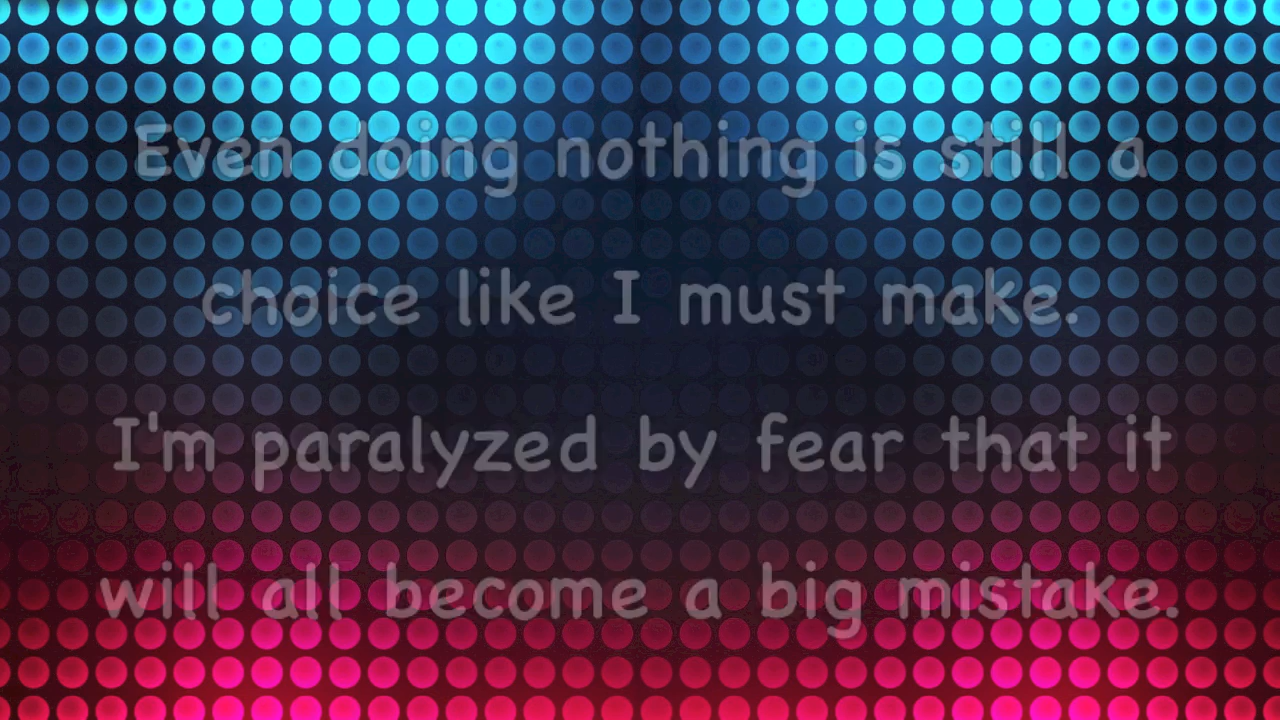 Even doing nothing is still a
choice like I must make.
I'm paralyzed by fear that it
will all become a big mistake.